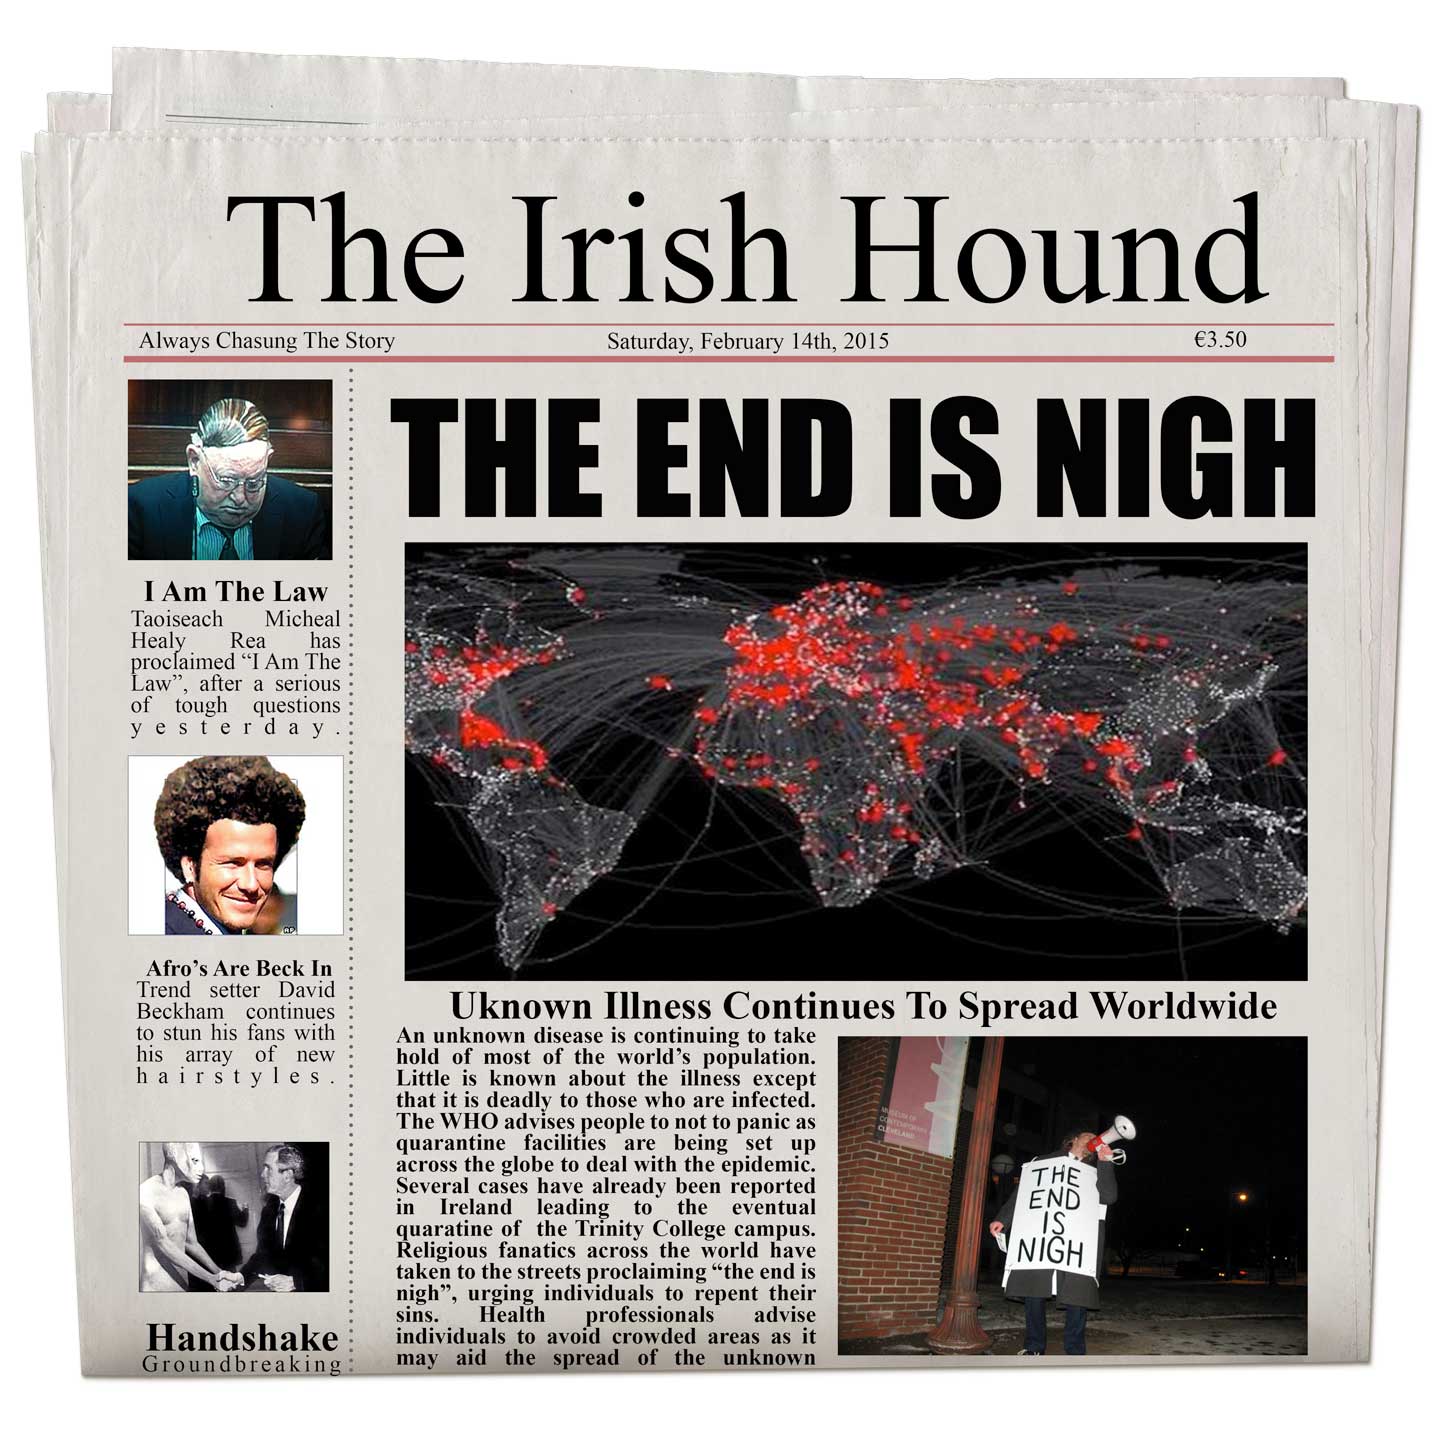 The Irish Hound
Always Chasung The Story
Saturday, February 14th, 2015
€3.50
I Am The Law
Taoiseach Micheal
Healy Rea has
proclaimed “I Am The
Law”, after a serious
of tough questions
yesterday.
AP
Afro’s Are Beck In
Trend setter David
Beckham continues
to stun his fans with
his array of new
hairstyles.
Handshake
Groundbreaking
THE END IS NIGH
Uknown Illness Continues To Spread Worldwide
An unknown disease is continuing to take
hold of most of the world’s population.
Little is known about the illness except
that it is deadly to those who are infected.
The WHO advises people to not to panic as
quarantine facilities are being set up
across the globe to deal with the epidemic.
Several cases have already been reported
in Ireland leading to the eventual
quaratine of the Trinity College campus.
Religious fanatics across the world have
taken to the streets proclaiming “the end is
nigh”, urging individuals to repent their
sins. Health professionals advise
individuals to avoid crowded areas as it
may aid the spread of the unknown
MUSEUM OF
CONTEMPORARY
CLEVELAND
THE
END
IS
NIGH